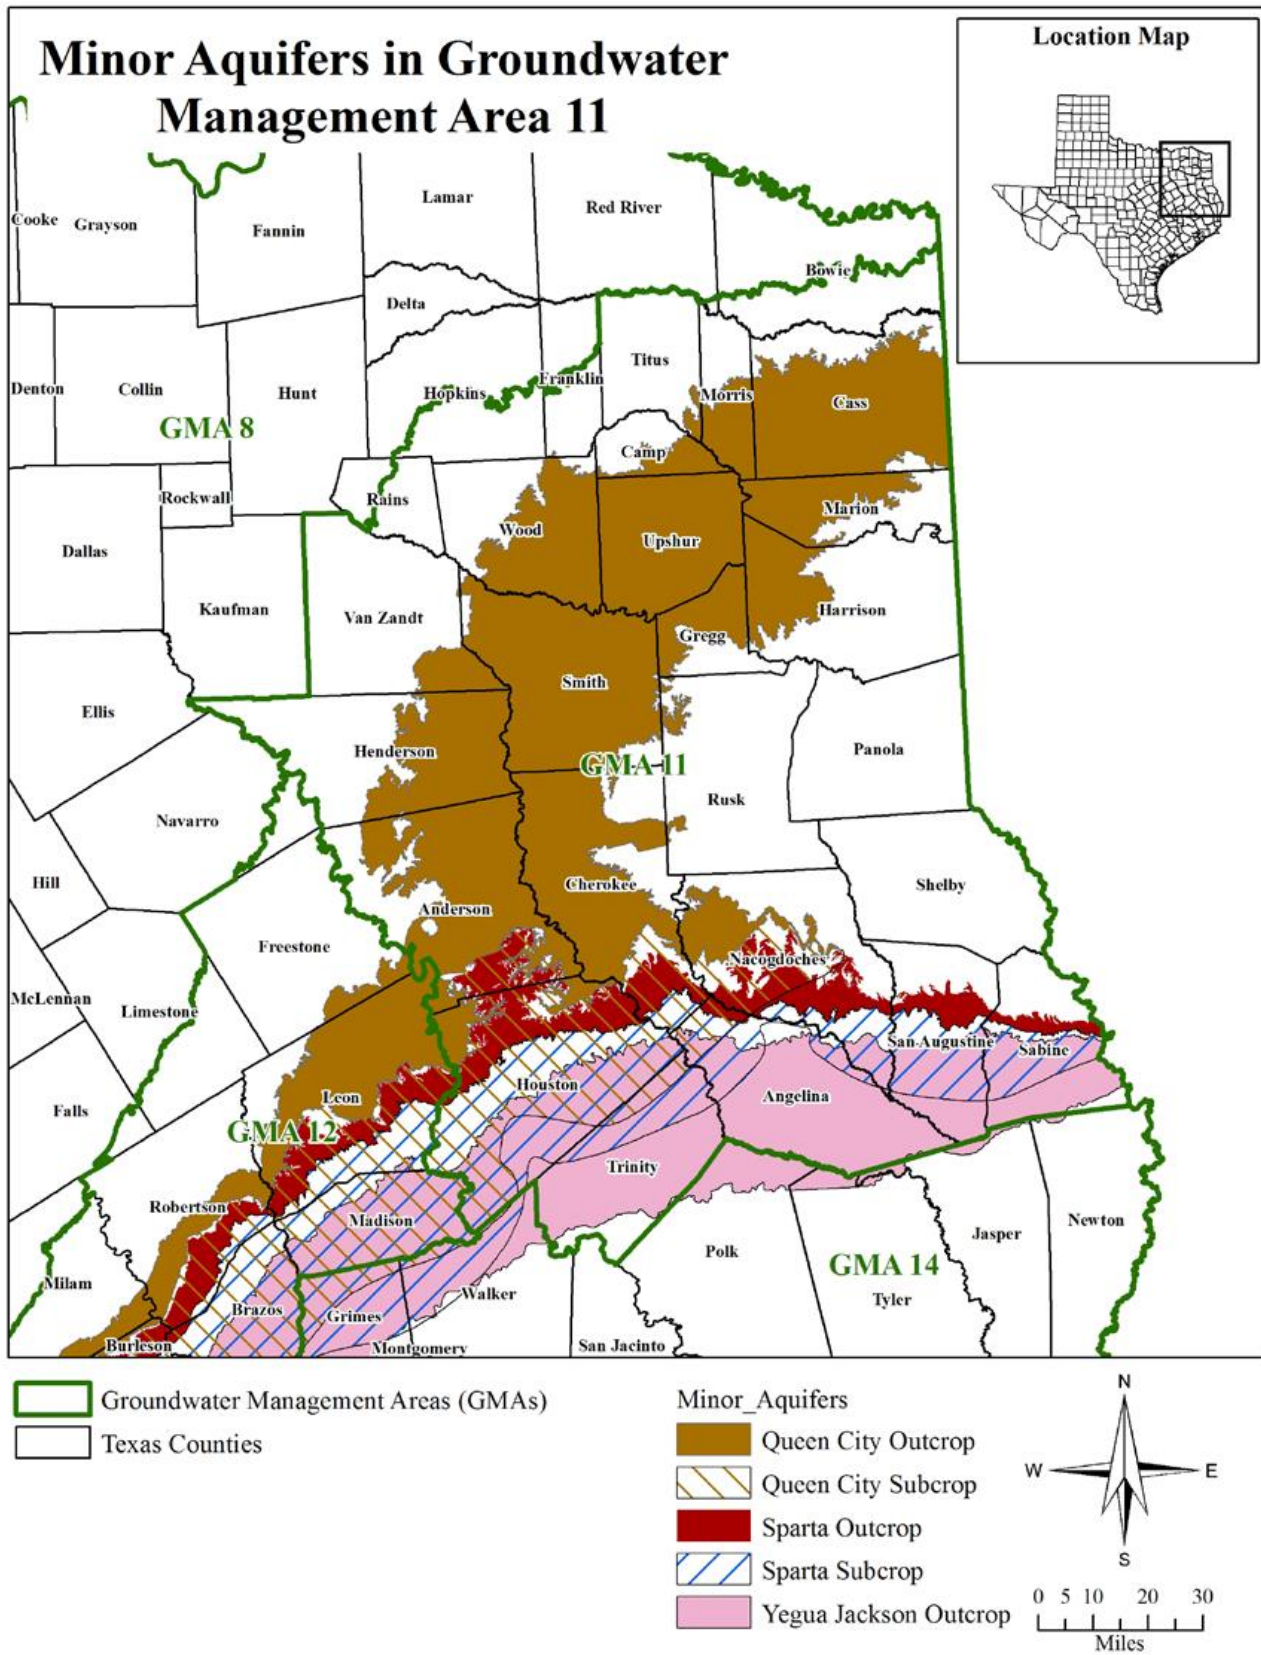 Minor Aquifers in Groundwater
Management Area 11
Location Map
Lamar
Red River
Cooke
Grayson
Fannin
Bowie
Delta
Titus
Denton
Collin
Hunt
Hopkins
Franklin
Morris
Cass
GMA 8
Camp
Rockwall
Rains
Marion
Wood
Upshur
Dallas
Kaufman
Van Zandt
Harrison
Gregg
Smith
Ellis
Henderson
GMA 11
Panola
Rusk
Navarro
Hill
Cherokee
Shelby
Anderson
Freestone
Nacogdoches
McLennan
Limestone
San Augustine
Sabine
Houston
Leon
Angelina
Falls
GMA 12
Trinity
Robertson
Madison
Newton
Jasper
Polk
GMA 14
Milam
Tyler
Walker
Brazos
Grimes
Burleson
Montgomery
San Jacinto
Groundwater Management Areas (GMAs)
Texas Counties
Minor_Aquifers
Queen City Outcrop
Queen City Subcrop
Sparta Outcrop
Sparta Subcrop
Yegua Jackson Outcrop
N
W
E
S
0 5 10 20 30
Miles